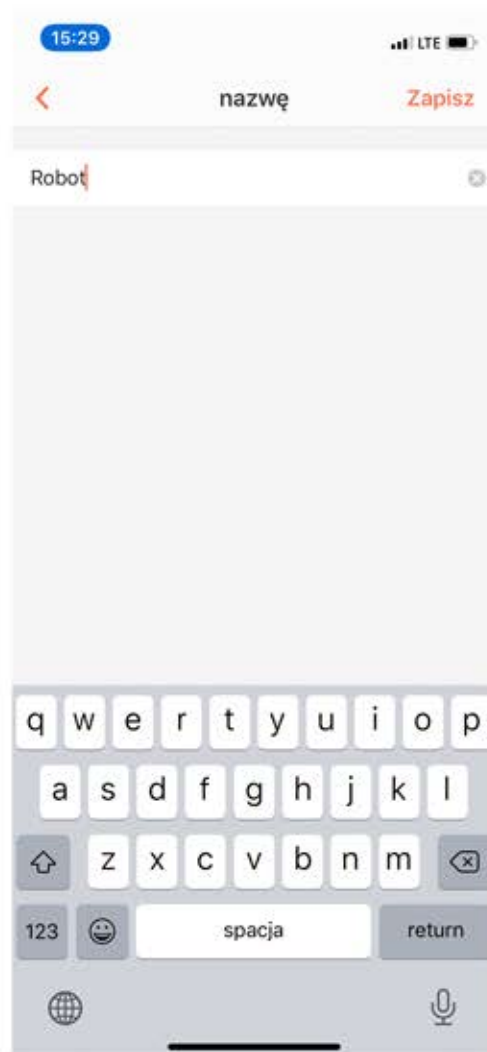 15:29 LTE
nazwę Zapisz
Robot
q w e r t y u i o p
a s d f g h j k l
z x c v b n m
123 spacja return